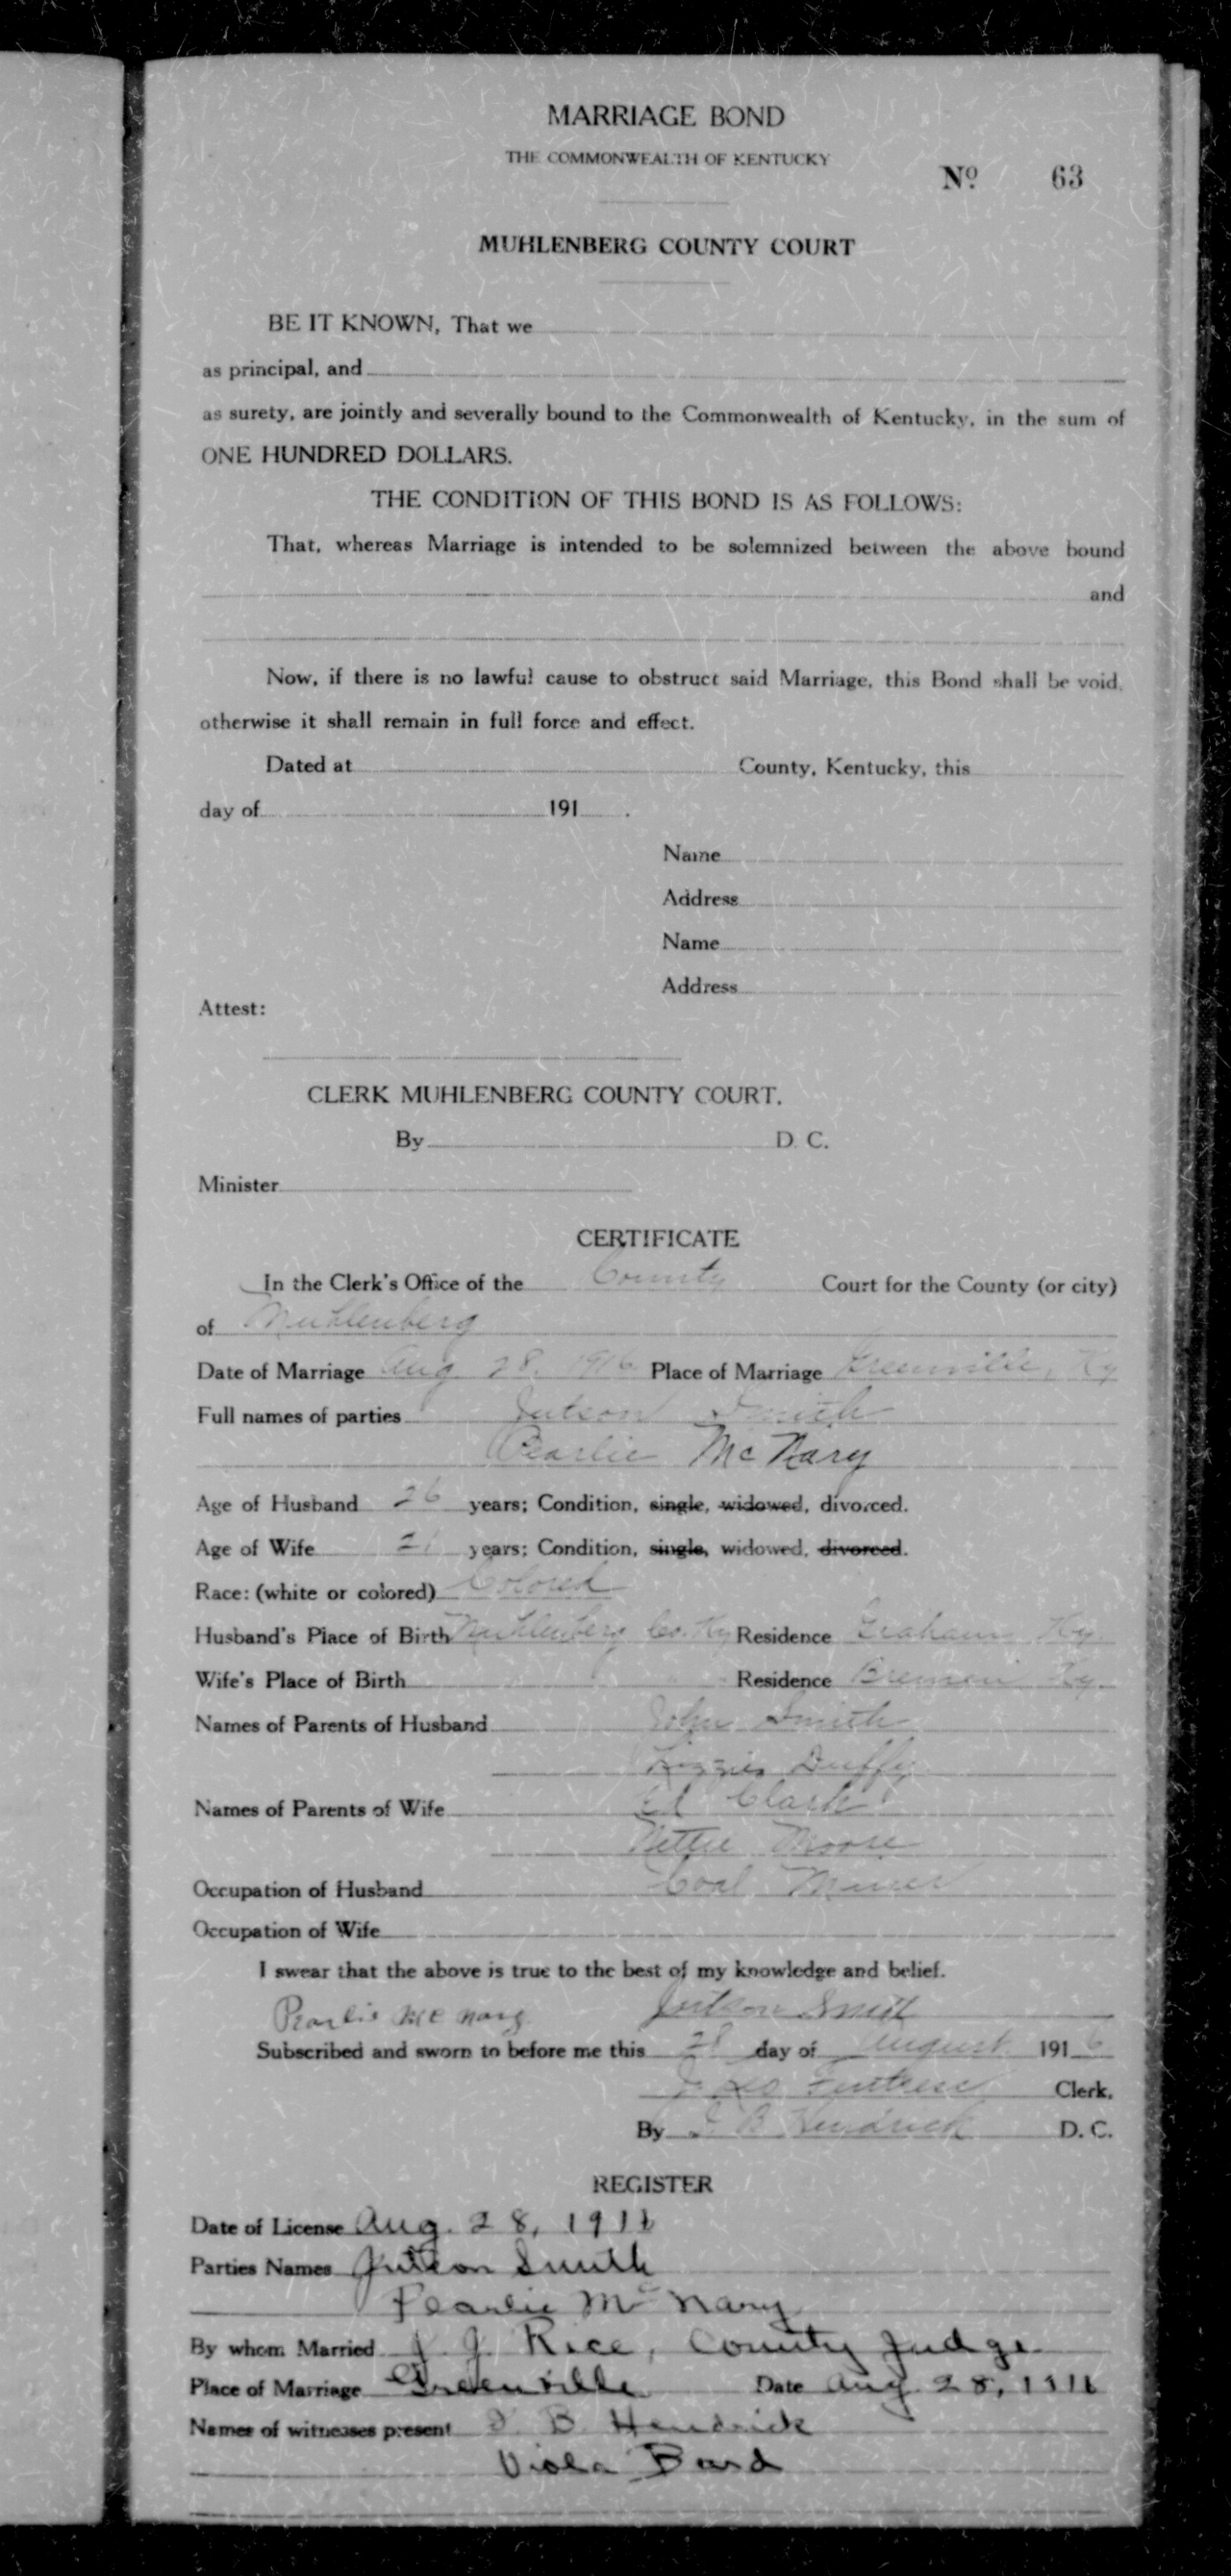 MARRIAGE BOND
THE COMMONWEALTH OF KENTUCKY
Nº 63
MUHLENBERG COUNTY COURT
BE IT KNOWN, That we
as principal, and
as surety, are jointly and severally bound to the Commonwealth of Kentucky, in the sum of
ONE HUNDRED DOLLARS.
THE CONDITION OF THIS BOND IS AS FOLLOWS:
That, whereas Marriage is intended to be solemnized between the above bound
and
Now, if there is no lawful cause to obstruct said Marriage, this Bond shall be void,
otherwise it shall remain in full force and effect.
Dated at County, Kentucky, this
day of 191 .
Name
Address
Name
Address
Attest:
CLERK MUHLENBERG COUNTY COURT.
By D. C.
Minister
CERTIFICATE
In the Clerk's Office of the County Court for the County (or city)
of Muhlenberg
Date of Marriage Aug 28, 1916 Place of Marriage Greenville, Ky
Full names of parties Jutson Smith
Pearlie McNary
Age of Husband 26 years; Condition, single, widowed, divorced.
Age of Wife 21 years; Condition, single, widowed, divorced.
Race: (white or colored) Colored
Husband's Place of Birth Muhlenberg Co. Ky Residence Graham Ky.
Wife's Place of Birth Residence Bremen Ky.
Names of Parents of Husband John Smith
Lizzie Duffy
Names of Parents of Wife Ed Clark
Nettie Moore
Occupation of Husband Coal Miner
Occupation of Wife
I swear that the above is true to the best of my knowledge and belief.
Pearlie Mc Nary Jutson Smith
Subscribed and sworn to before me this 28 day of August 1916
Clerk.
By J. B. Hendrick D. C.
REGISTER
Date of License Aug. 28, 1916
Parties Names Jutson Smith
Pearlie McNary
By whom Married J. J. Rice, County Judge
Place of Marriage Greenville Date Aug 28, 1916
Names of witnesses present J. B. Hendrick
Viola Bard